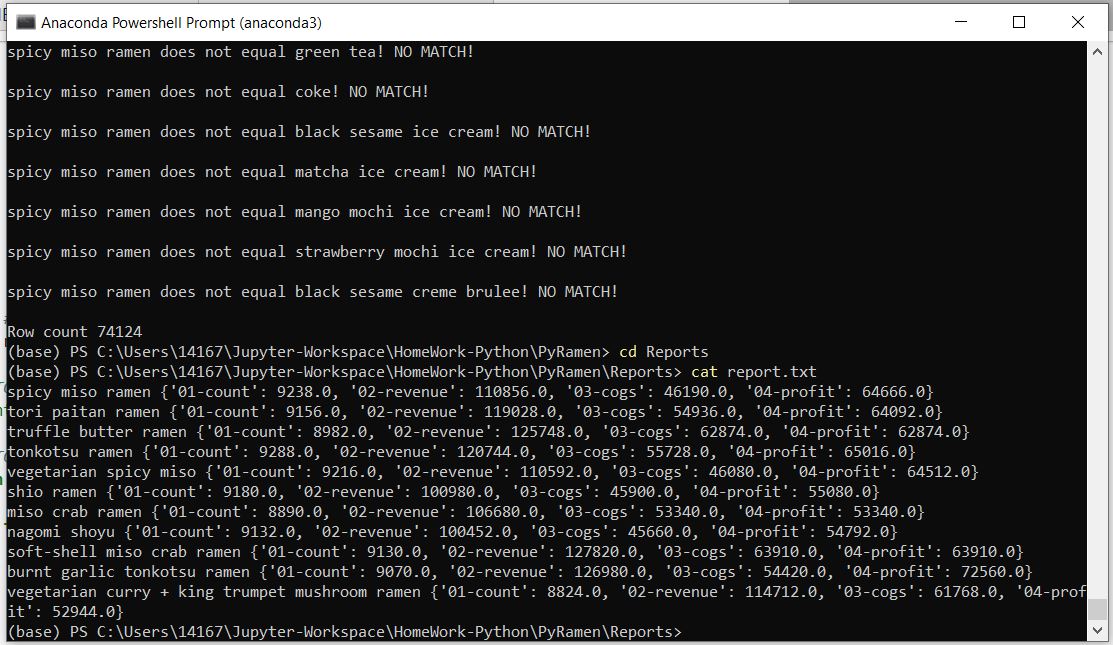 Anaconda Powershell Prompt (anaconda3)
spicy miso ramen does not equal green tea! NO MATCH!
spicy miso ramen does not equal coke! NO MATCH!
spicy miso ramen does not equal black sesame ice cream! NO MATCH!
spicy miso ramen does not equal matcha ice cream! NO MATCH!
spicy miso ramen does not equal mango mochi ice cream! NO MATCH!
spicy miso ramen does not equal strawberry mochi ice cream! NO MATCH!
spicy miso ramen does not equal black sesame creme brulee! NO MATCH!
Row count 74124
(base) PS C:\Users\14167\Jupyter-Workspace\HomeWork-Python\PyRamen> cd Reports
(base) PS C:\Users\14167\Jupyter-Workspace\HomeWork-Python\PyRamen\Reports> cat report.txt
spicy miso ramen {'01-count': 9238.0, '02-revenue': 110856.0, '03-cogs': 46190.0, '04-profit': 64666.0}
tori paitan ramen {'01-count': 9156.0, '02-revenue': 119028.0, '03-cogs': 54936.0, '04-profit': 64092.0}
truffle butter ramen {'01-count': 8982.0, '02-revenue': 125748.0, '03-cogs': 62874.0, '04-profit': 62874.0}
tonkotsu ramen {'01-count': 9288.0, '02-revenue': 120744.0, '03-cogs': 55728.0, '04-profit': 65016.0}
vegetarian spicy miso {'01-count': 9216.0, '02-revenue': 110592.0, '03-cogs': 46080.0, '04-profit': 64512.0}
shio ramen {'01-count': 9180.0, '02-revenue': 100980.0, '03-cogs': 45900.0, '04-profit': 55080.0}
miso crab ramen {'01-count': 8890.0, '02-revenue': 106680.0, '03-cogs': 53340.0, '04-profit': 53340.0}
nagomi shoyu {'01-count': 9132.0, '02-revenue': 100452.0, '03-cogs': 45660.0, '04-profit': 54792.0}
soft-shell miso crab ramen {'01-count': 9130.0, '02-revenue': 127820.0, '03-cogs': 63910.0, '04-profit': 63910.0}
burnt garlic tonkotsu ramen {'01-count': 9070.0, '02-revenue': 126980.0, '03-cogs': 54420.0, '04-profit': 72560.0}
vegetarian curry + king trumpet mushroom ramen {'01-count': 8824.0, '02-revenue': 114712.0, '03-cogs': 61768.0, '04-prof
it': 52944.0}
(base) PS C:\Users\14167\Jupyter-Workspace\HomeWork-Python\PyRamen\Reports>